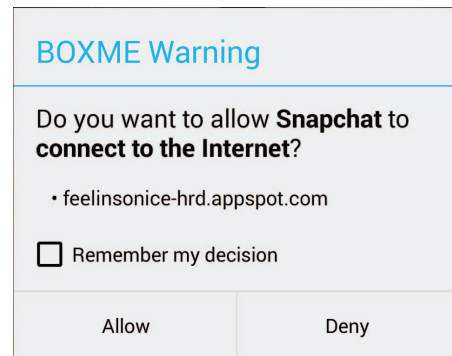 BOXME Warning
Do you want to allow Snapchat to
connect to the Internet?
• feelinsonice-hrd.appspot.com
Remember my decision
Allow Deny